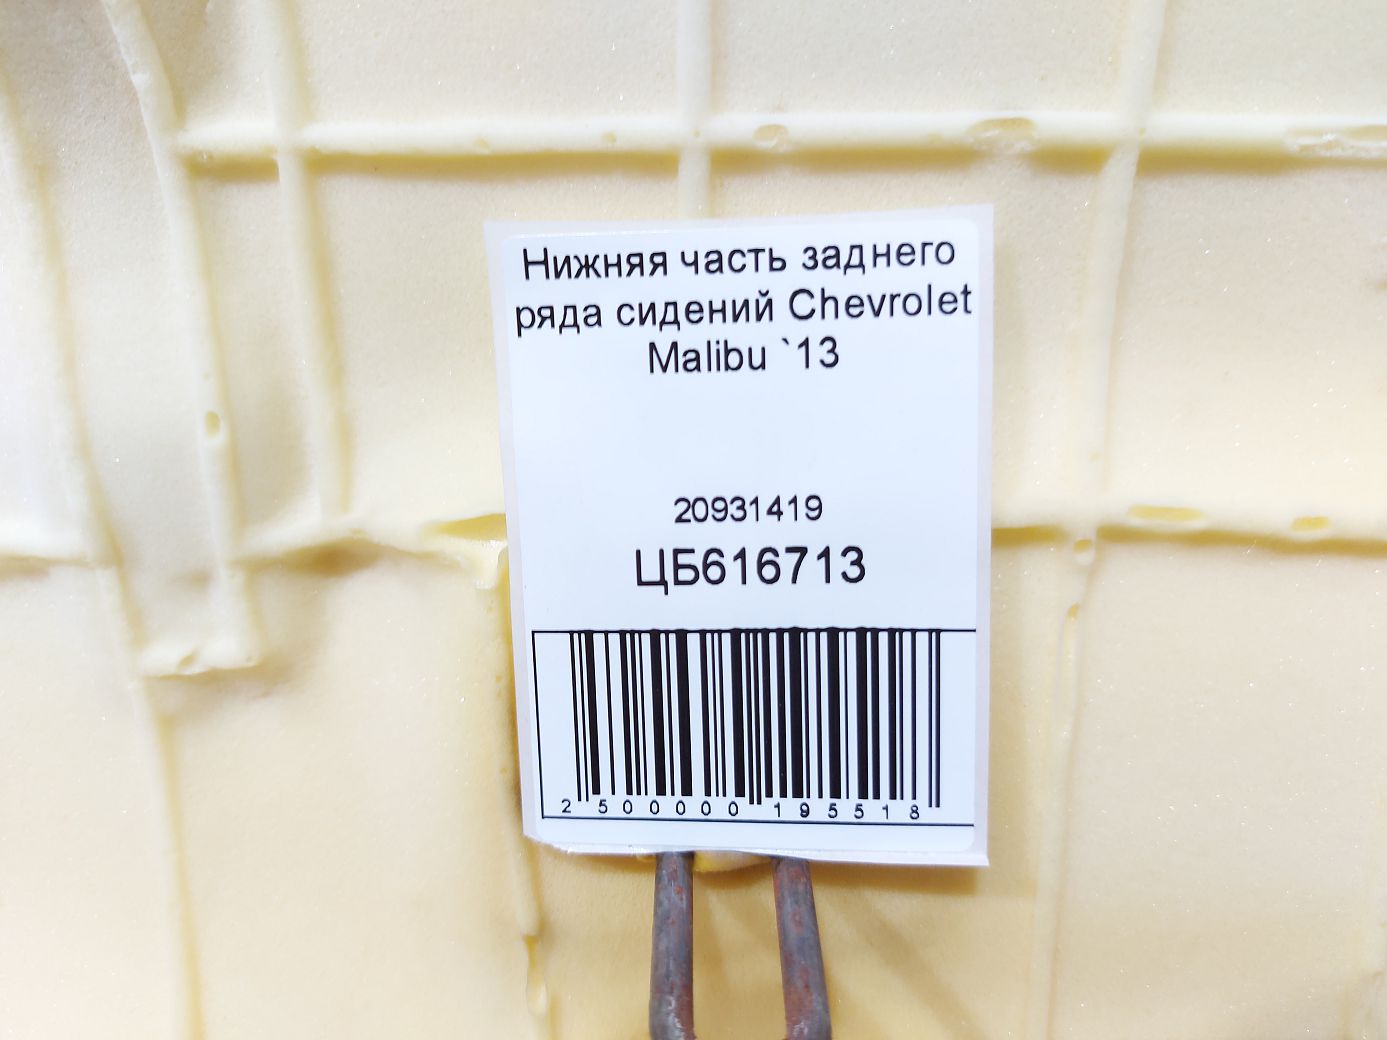 Нижняя часть заднего
ряда сидений Chevrolet
Malibu `13
20931419
ЦБ616713
2 500000 195518